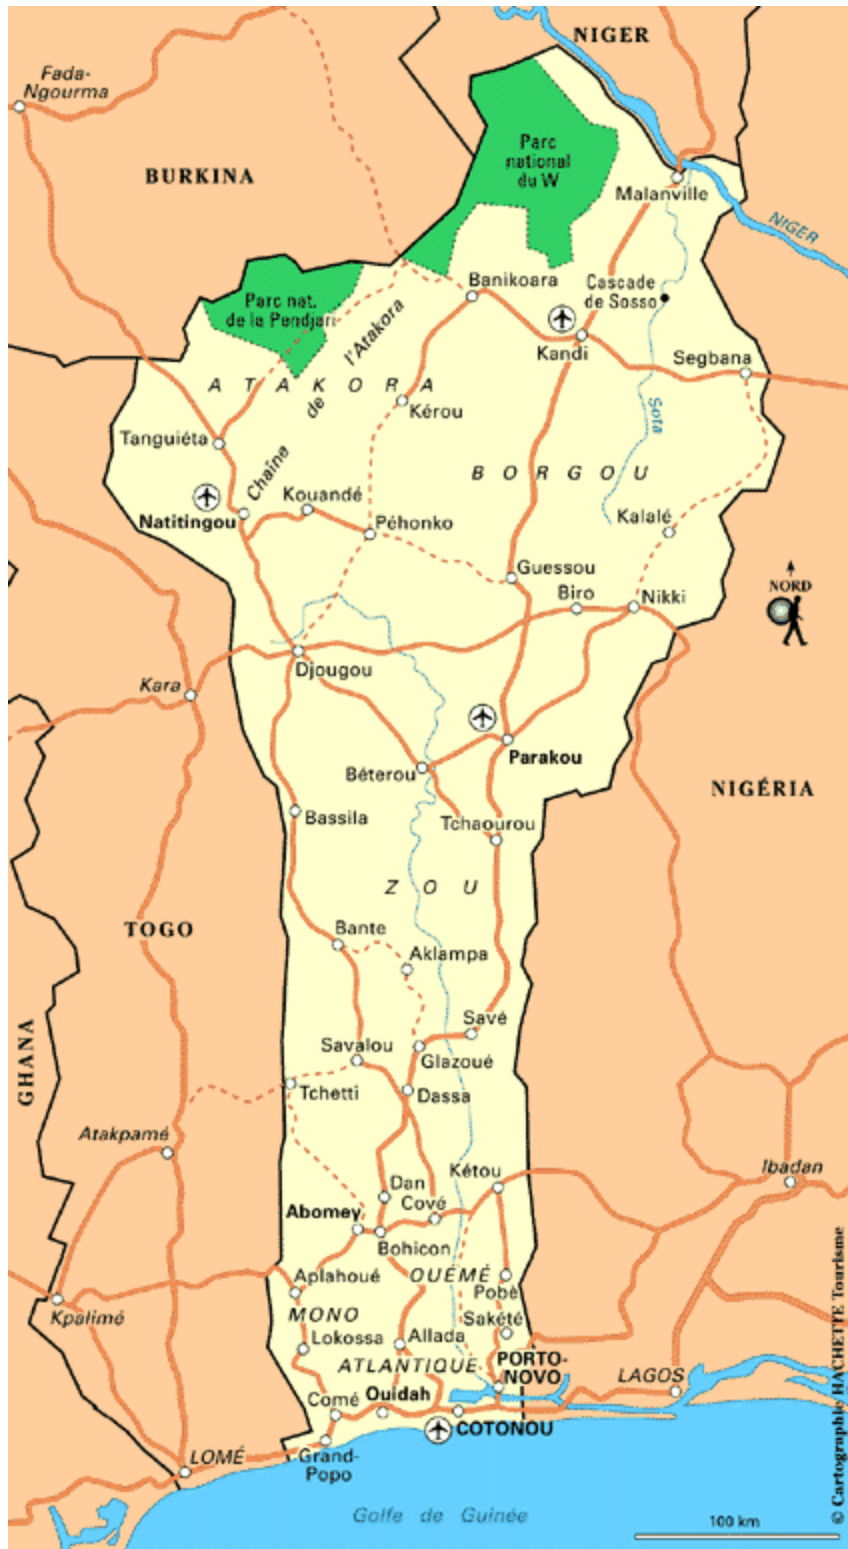 NIGER
Fada-
Ngourma
BURKINA
Parc
national
du W
Malanville
NIGER
Banikoara
Cascade
de Sosso
Parc nat.
de la Pendjari
Kandi
Segbana
ATAKORA
Chaîne de l'Atakora
Kérou
Sota
Tanguiéta
BORGOU
Natitingou
Kouandé
Péhonko
Kalalé
Guessou
Biro
Nikki
NORD
Djougou
Kara
Parakou
Béterou
NIGÉRIA
Bassila
Tchaourou
ZOU
TOGO
Bante
Aklampa
Savé
Savalou
Glazoué
GHANA
Tchetti
Dassa
Atakpamé
Kétou
Ibadan
Dan
Cové
Abomey
Bohicon
Aplahoué
OUÉMÉ
Pobè
Kpalimé
MONO
Sakété
Lokossa
Allada
ATLANTIQUE
PORTO-
NOVO
LAGOS
Comé
Ouidah
COTONOU
LOMÉ
Grand-
Popo
Golfe de Guinée
100 km
© Cartographie HACHETTE Tourisme